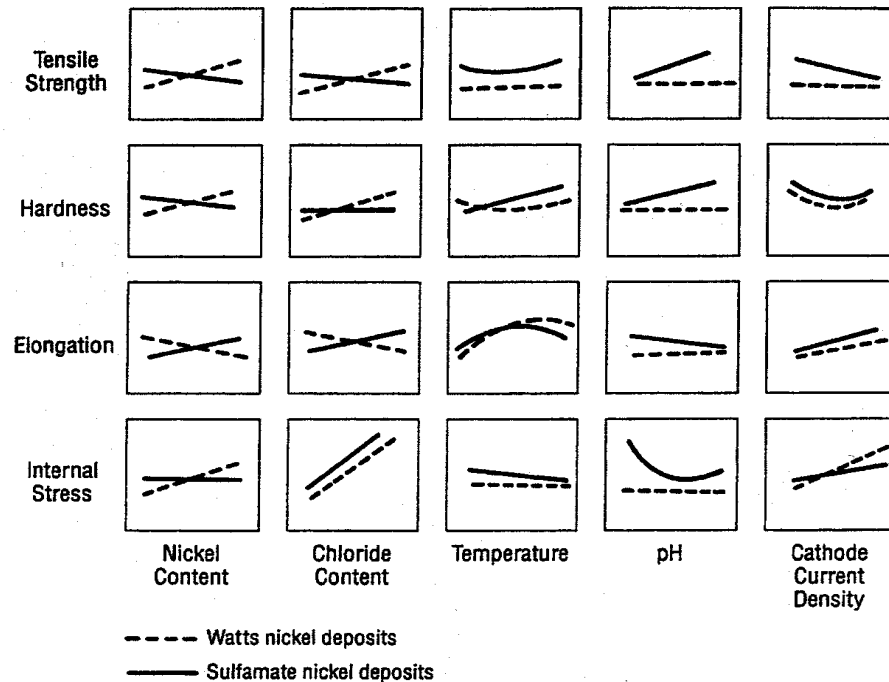 Tensile
Strength
Hardness
Elongation
Internal
Stress
Nickel
Content
Chloride
Content
Temperature
pH
Cathode
Current
Density
Watts nickel deposits
Sulfamate nickel deposits